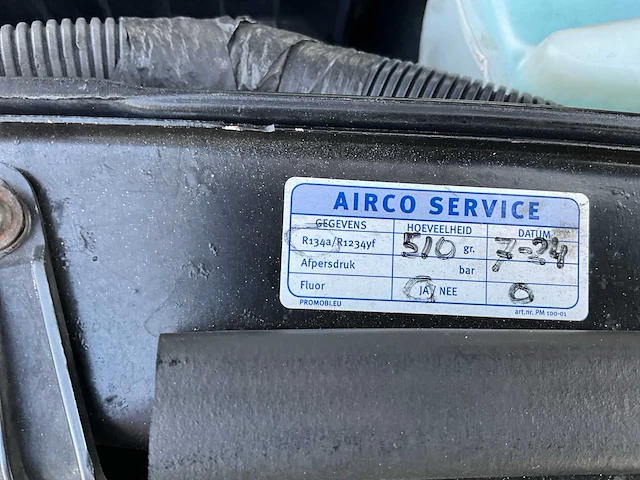 AIRCO SERVICE
GEGEVENS HOEVEELHEID DATUM
R134a/R1234yf 510 gr. 7-24
Afpersdruk bar
Fluor JA / NEE 0
PROMOBI.EU art.nr. PM 100-01